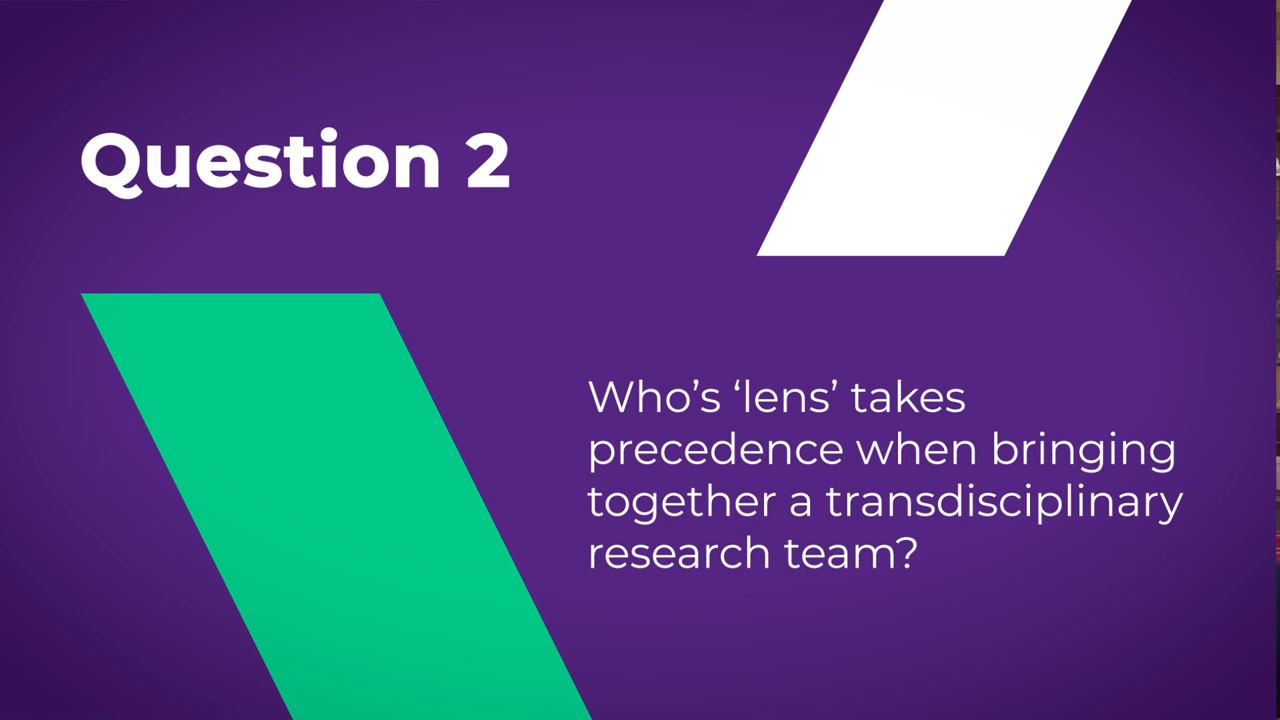 Question 2
Who’s ‘lens’ takes
precedence when bringing
together a transdisciplinary
research team?